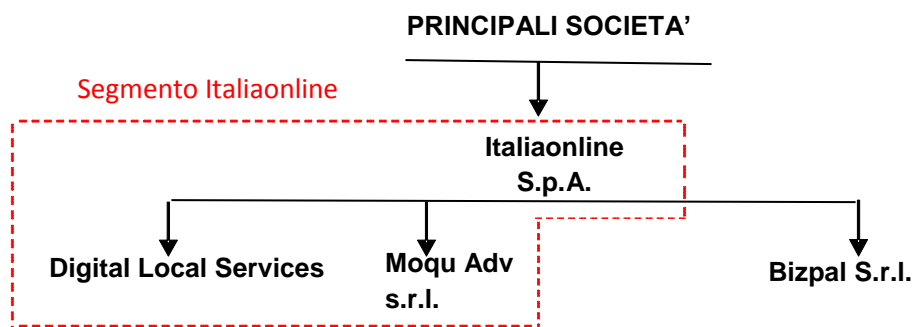 PRINCIPALI SOCIETA’
Segmento Italiaonline
Italiaonline
S.p.A.
Digital Local Services
Moqu Adv
s.r.l.
Bizpal S.r.l.